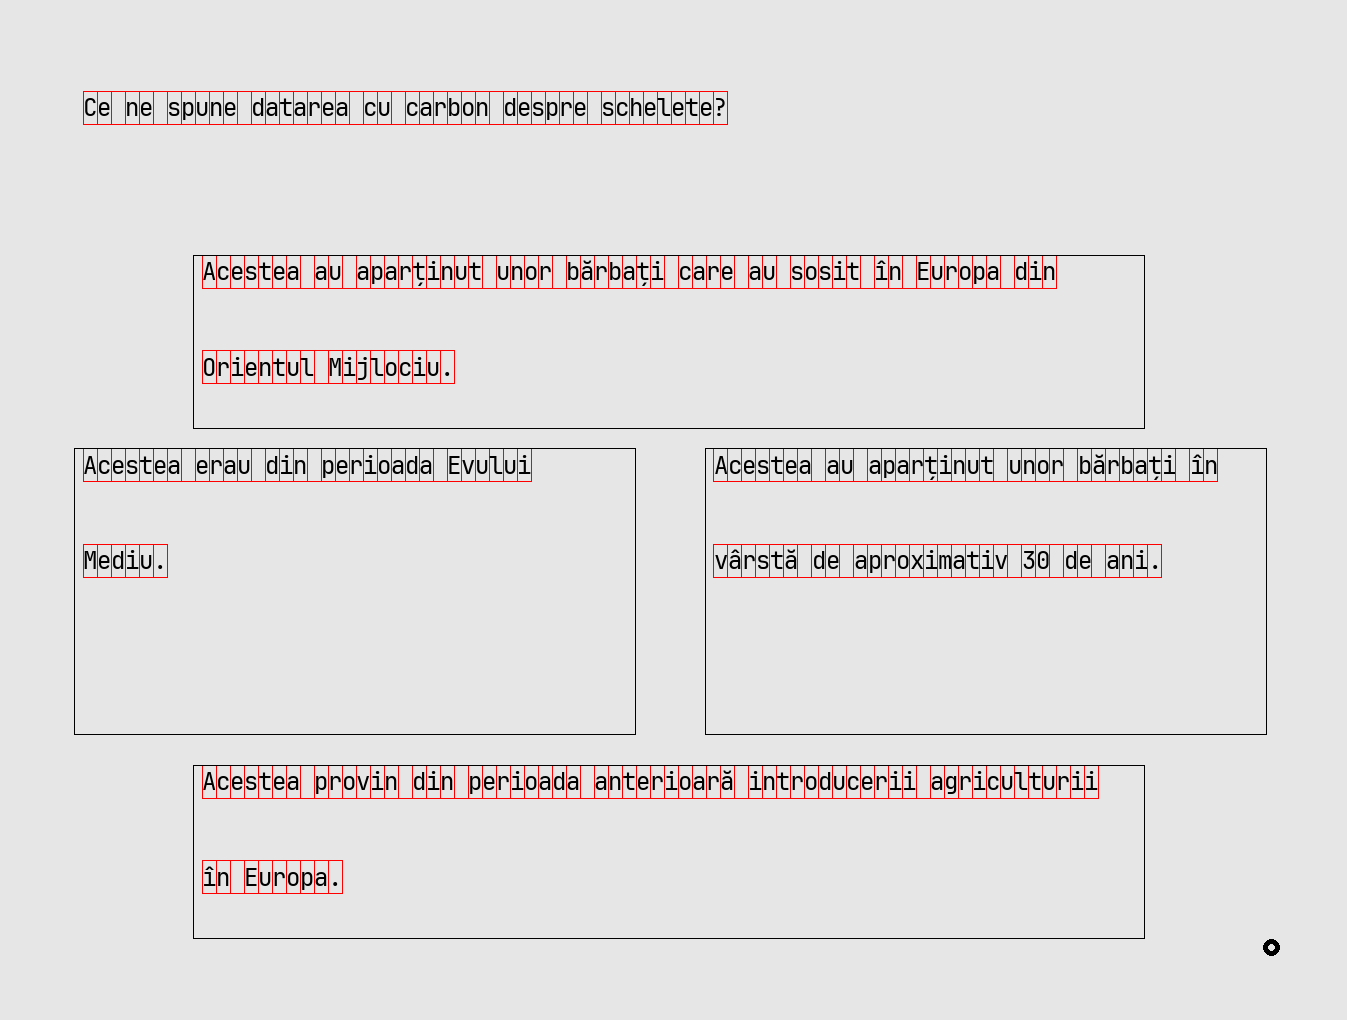 Ce ne spune datarea cu carbon despre schelete?
Acestea au aparținut unor bărbați care au sosit în Europa din
Orientul Mijlociu.
Acestea erau din perioada Evului
Mediu.
Acestea au aparținut unor bărbați în
vârstă de aproximativ 30 de ani.
Acestea provin din perioada anterioară introducerii agriculturii
în Europa.